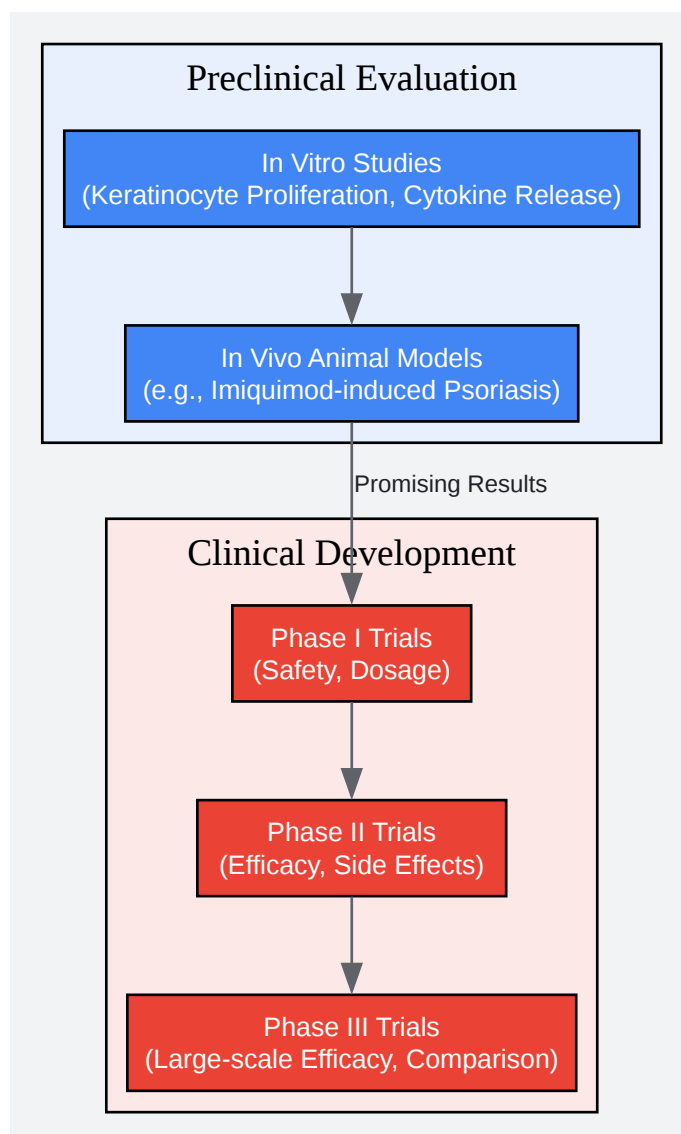 Preclinical Evaluation
In Vitro Studies
(Keratinocyte Proliferation, Cytokine Release)
In Vivo Animal Models
(e.g., Imiquimod-induced Psoriasis)
Promising Results
Clinical Development
Phase I Trials
(Safety, Dosage)
Phase II Trials
(Efficacy, Side Effects)
Phase III Trials
(Large-scale Efficacy, Comparison)